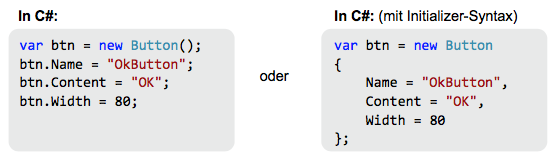 In C#:
var btn = new Button();
btn.Name = "OkButton";
btn.Content = "OK";
btn.Width = 80;
oder
In C#: (mit Initializer-Syntax)
var btn = new Button
{
    Name = "OkButton",
    Content = "OK",
    Width = 80
};